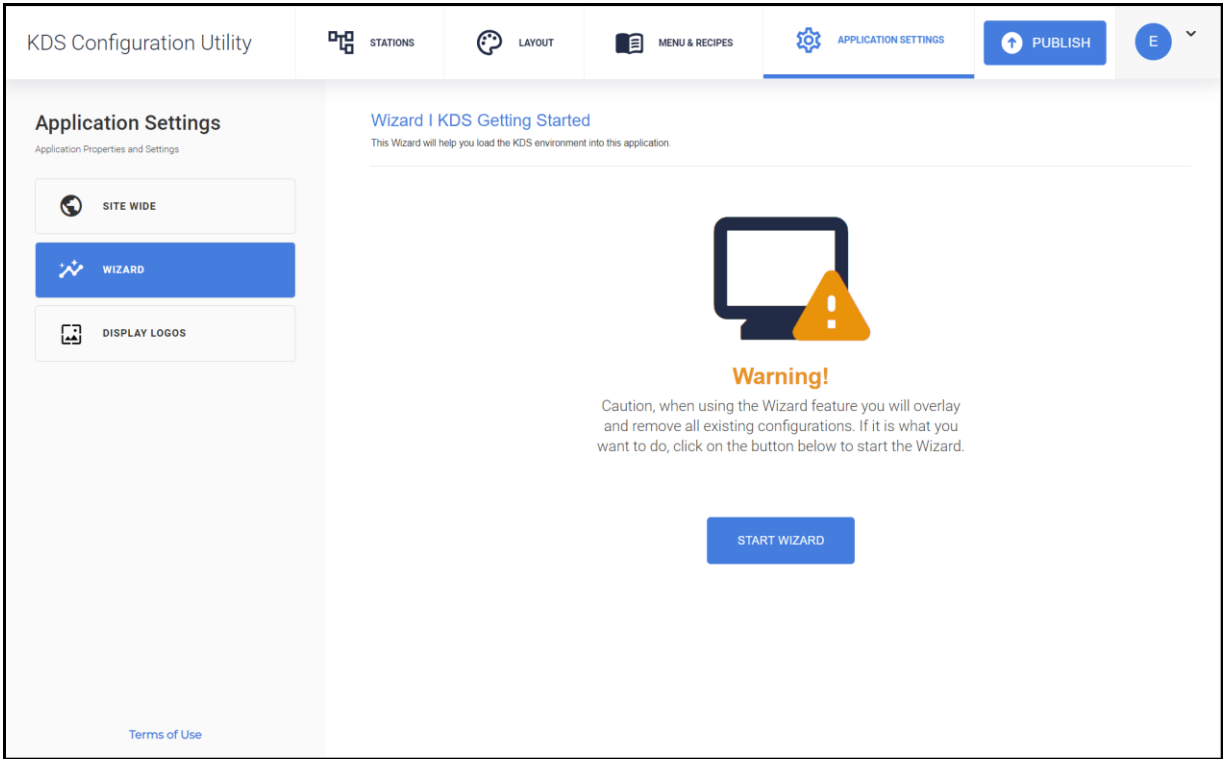 KDS Configuration Utility
STATIONS
LAYOUT
MENU & RECIPES
APPLICATION SETTINGS
PUBLISH
E
Application Settings
Application Properties and Settings
SITE WIDE
WIZARD
DISPLAY LOGOS
Terms of Use
Wizard I KDS Getting Started
This Wizard will help you load the KDS environment into this application.
Warning!
Caution, when using the Wizard feature you will overlay
and remove all existing configurations. If it is what you
want to do, click on the button below to start the Wizard.
START WIZARD